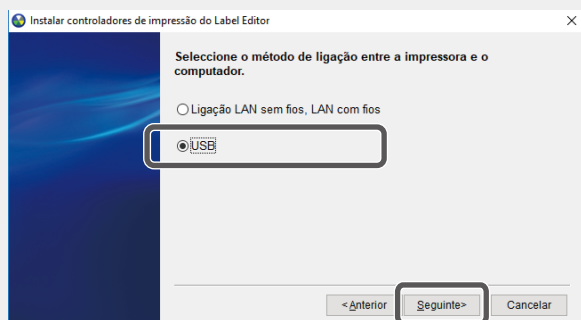 Instalar controladores de impressão do Label Editor
Seleccione o método de ligação entre a impressora e o
computador.
Ligação LAN sem fios, LAN com fios
USB
<Anterior
Seguinte>
Cancelar